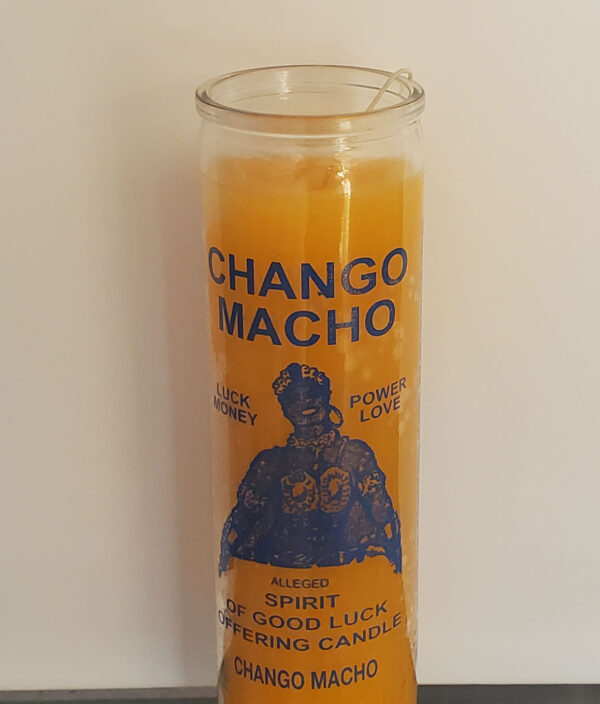 CHANGO
MACHO
LUCK
MONEY
POWER
LOVE
ALLEGED
SPIRIT
OF GOOD LUCK
OFFERING CANDLE
CHANGO MACHO